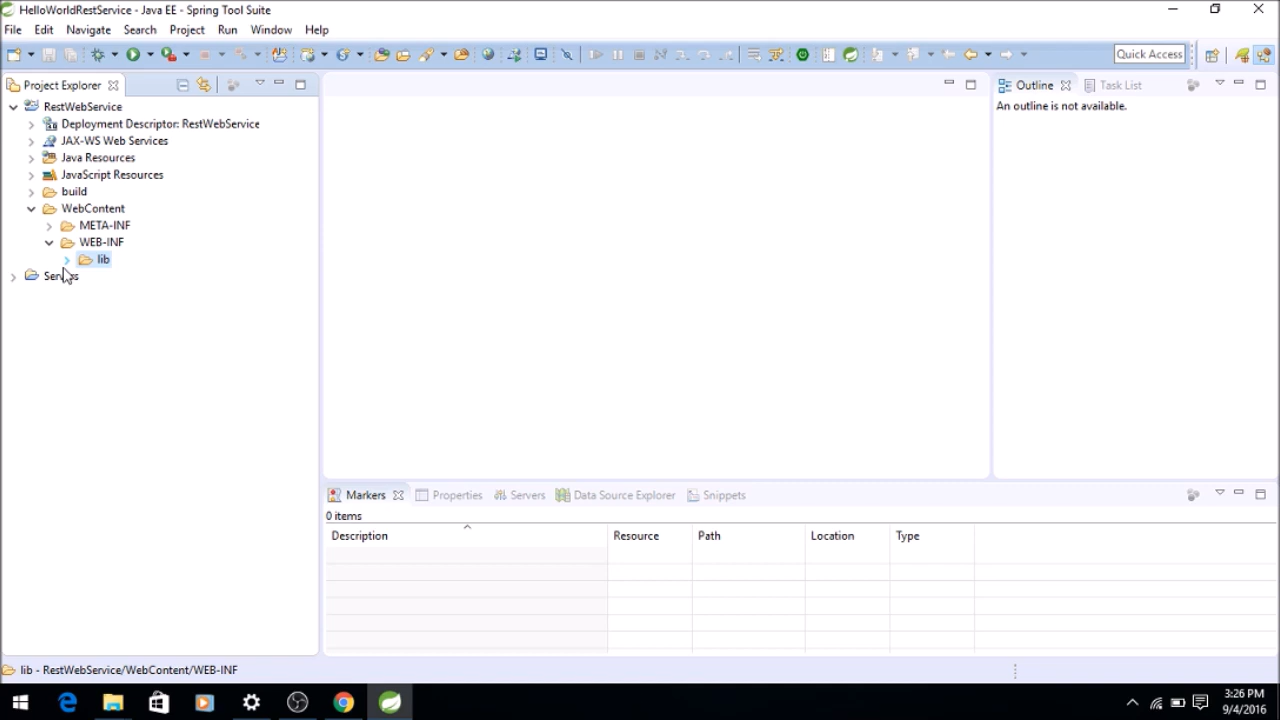 HelloWorldRestService - Java EE - Spring Tool Suite
File Edit Navigate Search Project Run Window Help
Quick Access
Project Explorer
RestWebService
Deployment Descriptor: RestWebService
JAX-WS Web Services
Java Resources
JavaScript Resources
build
WebContent
META-INF
WEB-INF
lib
Outline Task List
An outline is not available.
Markers Properties Servers Data Source Explorer Snippets
0 items
Description Resource Path Location Type
lib - RestWebService/WebContent/WEB-INF
3:26 PM
9/4/2016